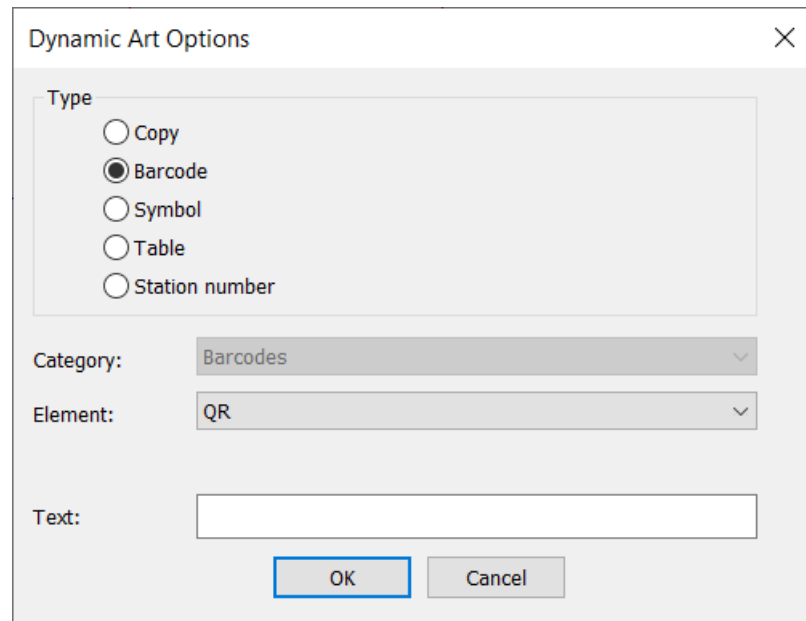 Dynamic Art Options
Type
Copy
Barcode
Symbol
Table
Station number
Category: Barcodes
Element: QR
Text:
OK Cancel